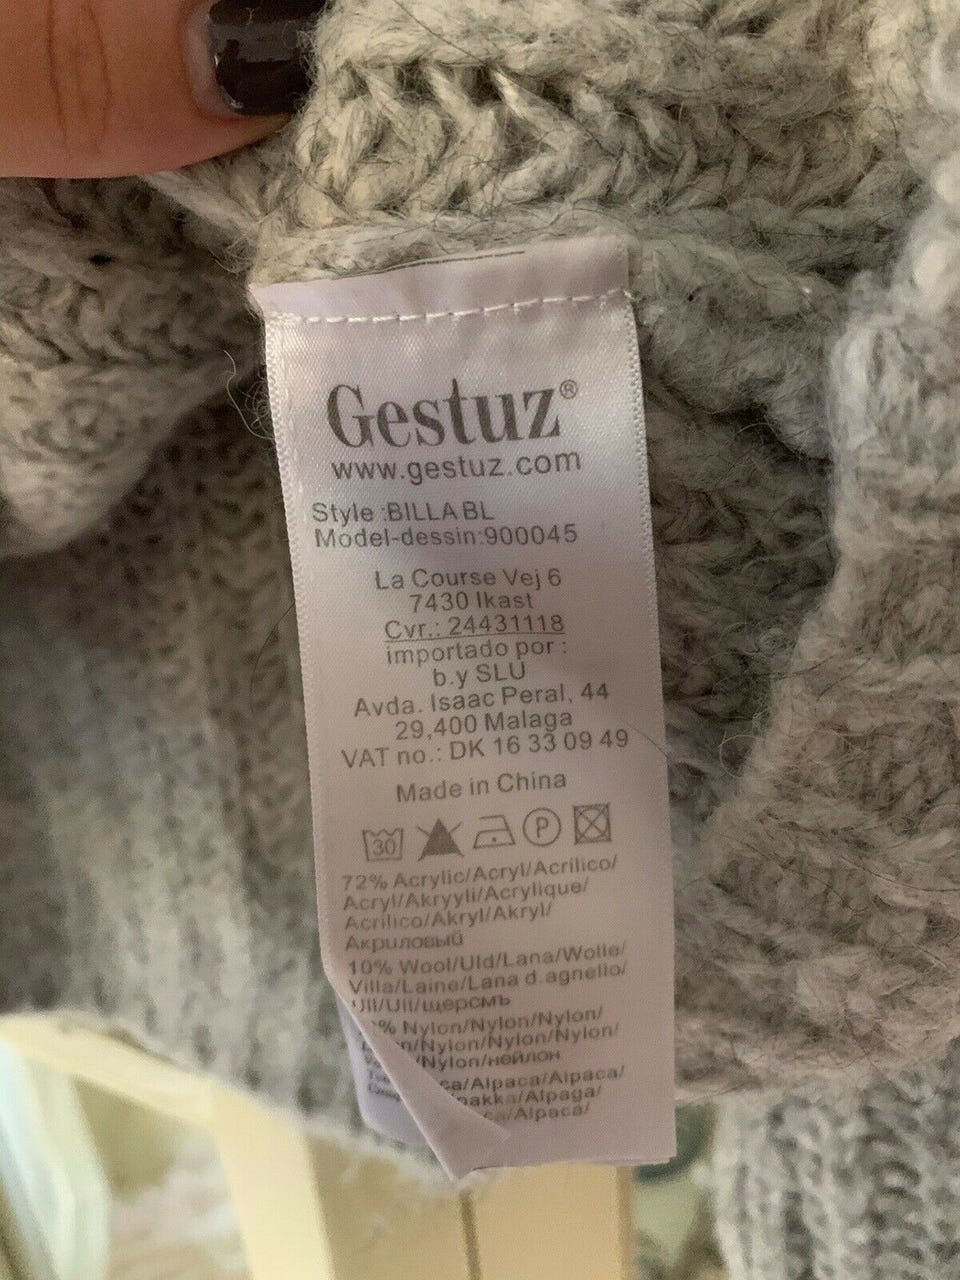 Gestuz®
www.gestuz.com
Style :BILLA BL
Model-dessin:900045
La Course Vej 6
7430 Ikast
Cvr.: 24431118
importado por :
b.y SLU
Avda. Isaac Peral, 44
29,400 Malaga
VAT no.: DK 16 33 09 49
Made in China
30 P
72% Acrylic/Acryl/Acrilico/
Acryl/Akryyli/Acrylique/
Acrilico/Akryl/Akryl/
Акриловый
10% Wool/Uld/Lana/Wolle/
Villa/Laine/Lana d.agnello/
Ull/Ull/щерсмъ
% Nylon/Nylon/Nylon/
/Nylon/Nylon/Nylon/
/Nylon/нейлон
/Alpaca/Alpaca/
/Alpaga/
/Alpaca/